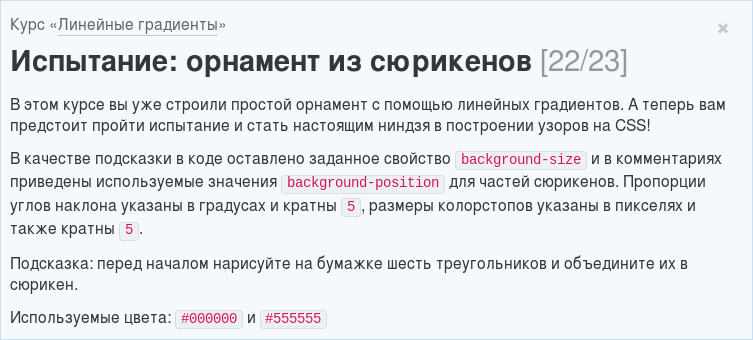 Курс «Линейные градиенты»
×
Испытание: орнамент из сюрикенов [22/23]
В этом курсе вы уже строили простой орнамент с помощью линейных градиентов. А теперь вам
предстоит пройти испытание и стать настоящим ниндзя в построении узоров на CSS!
В качестве подсказки в коде оставлено заданное свойство background-size и в комментариях
приведены используемые значения background-position для частей сюрикенов. Пропорции
углов наклона указаны в градусах и кратны 5, размеры колорстопов указаны в пикселях и
также кратны 5.
Подсказка: перед началом нарисуйте на бумажке шесть треугольников и объедините их в
сюрикен.
Используемые цвета: #000000 и #555555